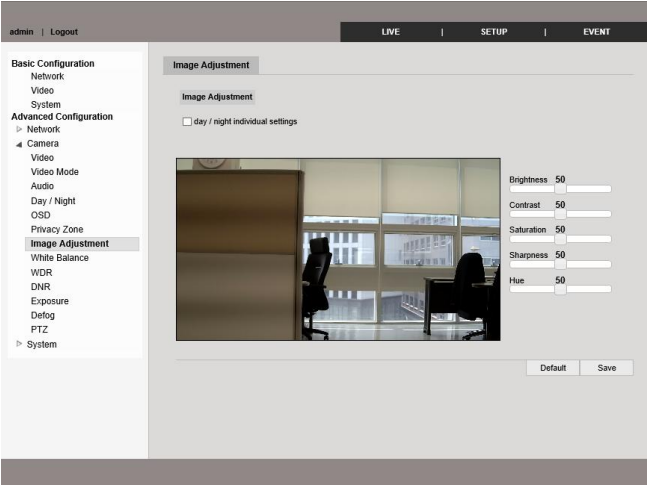 admin | Logout
LIVE | SETUP | EVENT
Basic Configuration
Network
Video
System
Advanced Configuration
Network
Camera
Video
Video Mode
Audio
Day / Night
OSD
Privacy Zone
Image Adjustment
White Balance
WDR
DNR
Exposure
Defog
PTZ
System
Image Adjustment
Image Adjustment
day / night individual settings
Brightness 50
Contrast 50
Saturation 50
Sharpness 50
Hue 50
Default
Save